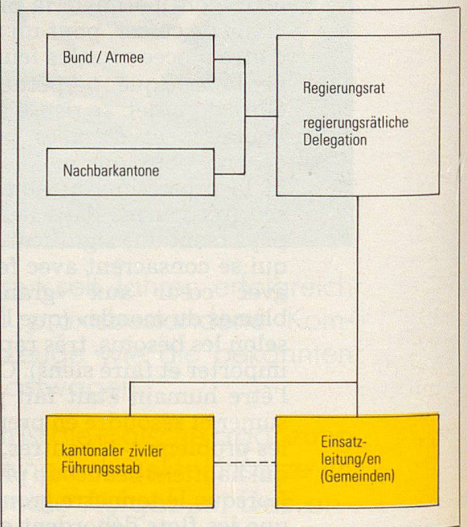 Bund / Armee
Regierungsrat
regierungsrätliche
Delegation
Nachbarkantone
kantonaler ziviler
Führungsstab
Einsatz-
leitung/en
(Gemeinden)